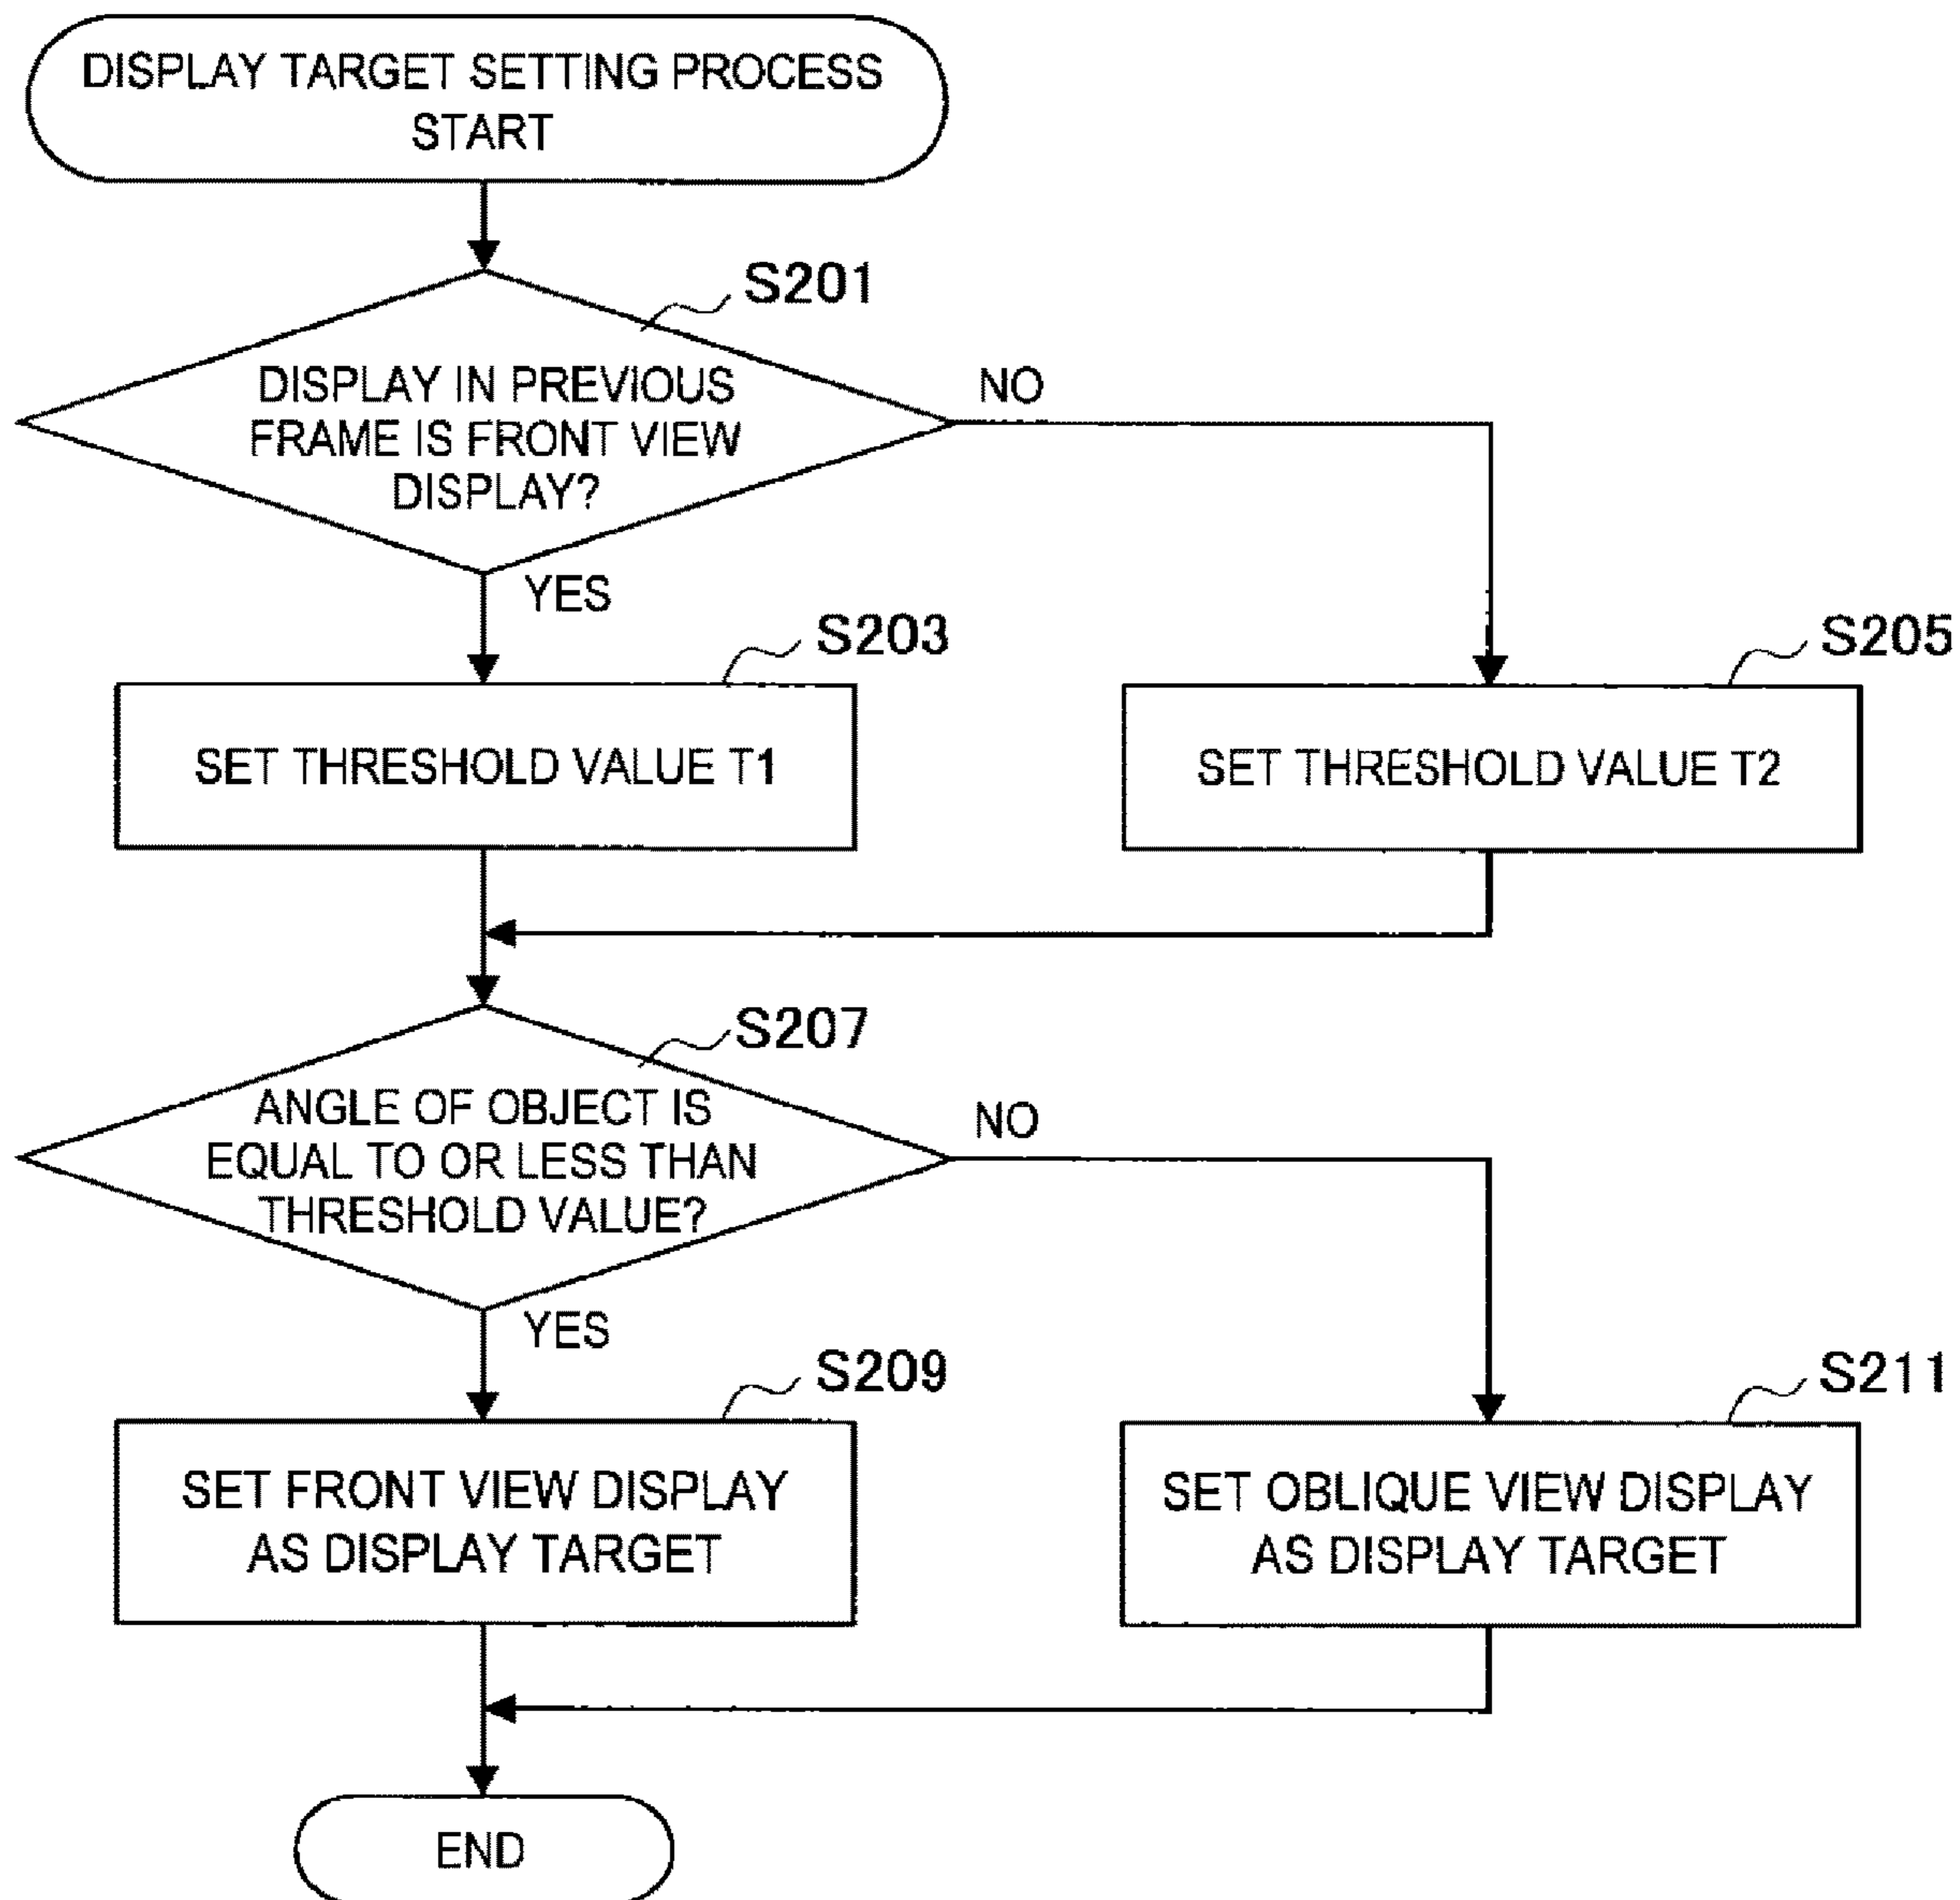 DISPLAY TARGET SETTING PROCESS
START
S201
DISPLAY IN PREVIOUS
FRAME IS FRONT VIEW
DISPLAY?
NO
YES
S203
SET THRESHOLD VALUE T1
S205
SET THRESHOLD VALUE T2
S207
ANGLE OF OBJECT IS
EQUAL TO OR LESS THAN
THRESHOLD VALUE?
NO
YES
S209
SET FRONT VIEW DISPLAY
AS DISPLAY TARGET
S211
SET OBLIQUE VIEW DISPLAY
AS DISPLAY TARGET
END